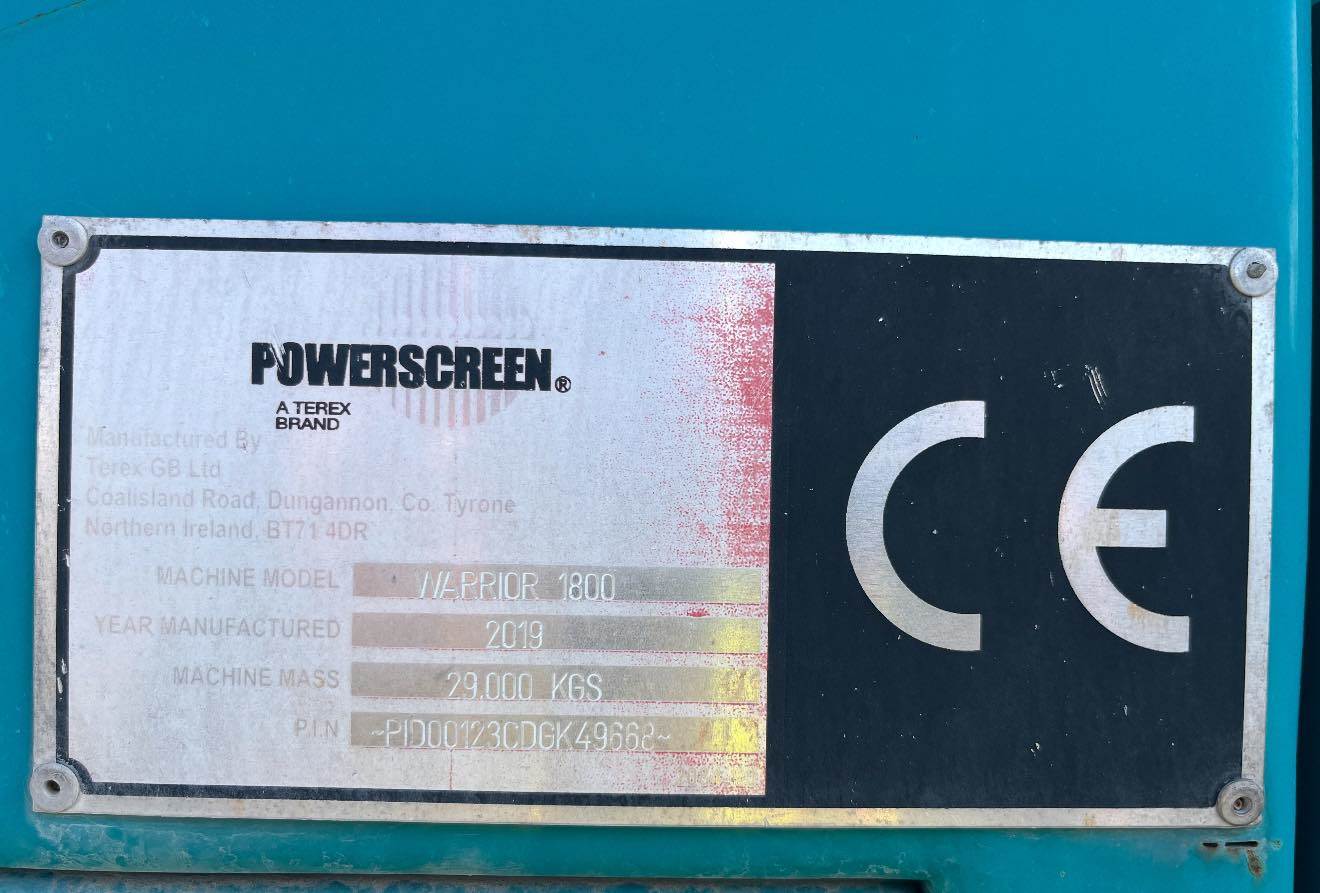 POWERSCREEN®
A TEREX
BRAND
Manufactured By
Terex GB Ltd
Coalisland Road, Dungannon, Co. Tyrone
Northern Ireland, BT71 4DR
MACHINE MODEL WARRIOR 1800
YEAR MANUFACTURED 2019
MACHINE MASS 29.000 KGS
P.I.N ~PID00123CDGK49668~
CE